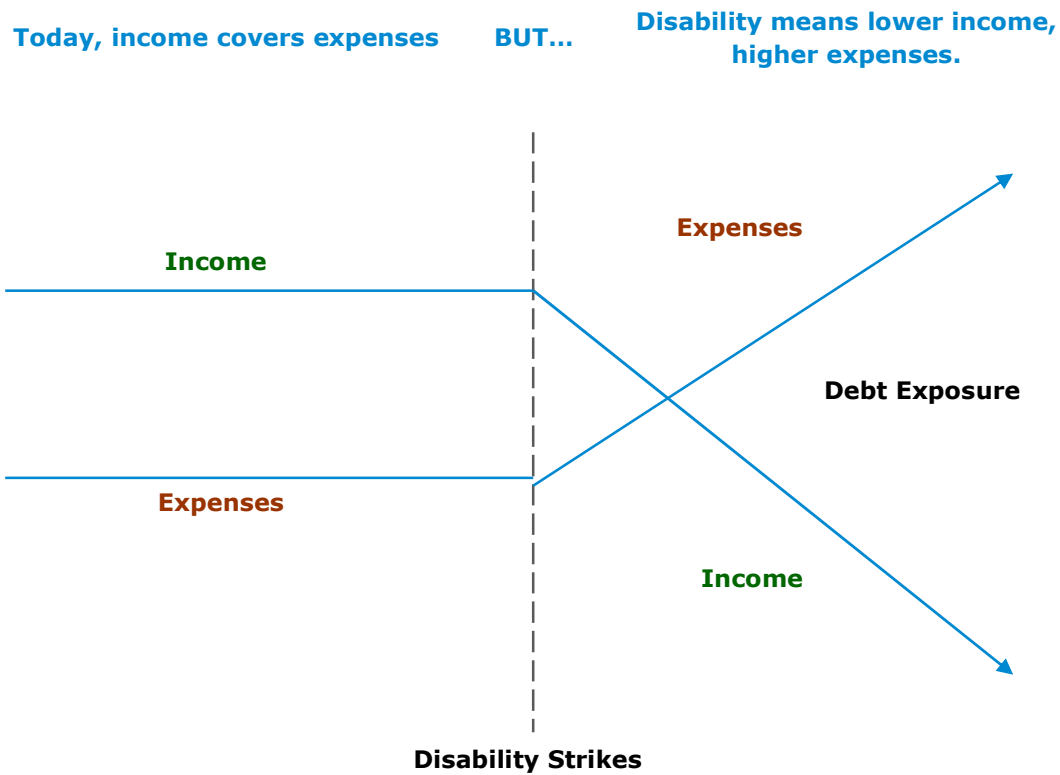 Today, income covers expenses
BUT...
Disability means lower income,
higher expenses.
Expenses
Income
Debt Exposure
Expenses
Income
Disability Strikes